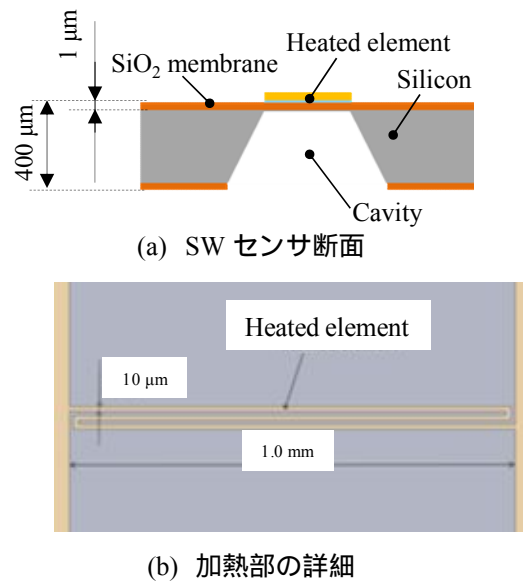 Heated element
SiO₂ membrane
Silicon
1 μm
400 μm
Cavity
(a) SW センサ断面
Heated element
10 μm
1.0 mm
(b) 加熱部の詳細